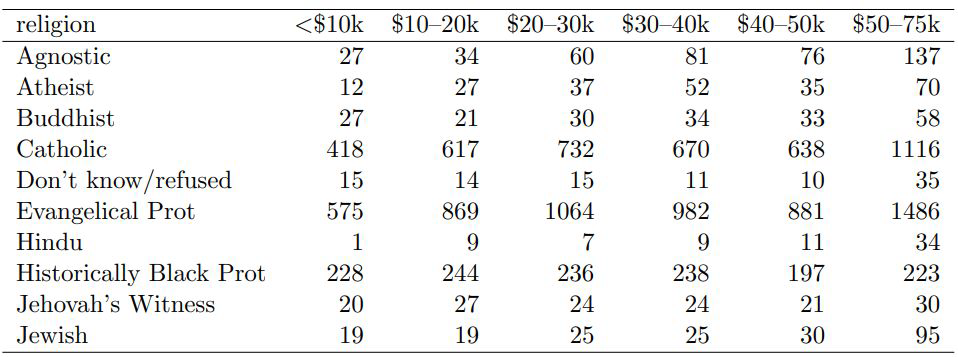 religion <$10k $10–20k $20–30k $30–40k $40–50k $50–75k
Agnostic 27 34 60 81 76 137
Atheist 12 27 37 52 35 70
Buddhist 27 21 30 34 33 58
Catholic 418 617 732 670 638 1116
Don't know/refused 15 14 15 11 10 35
Evangelical Prot 575 869 1064 982 881 1486
Hindu 1 9 7 9 11 34
Historically Black Prot 228 244 236 238 197 223
Jehovah's Witness 20 27 24 24 21 30
Jewish 19 19 25 25 30 95